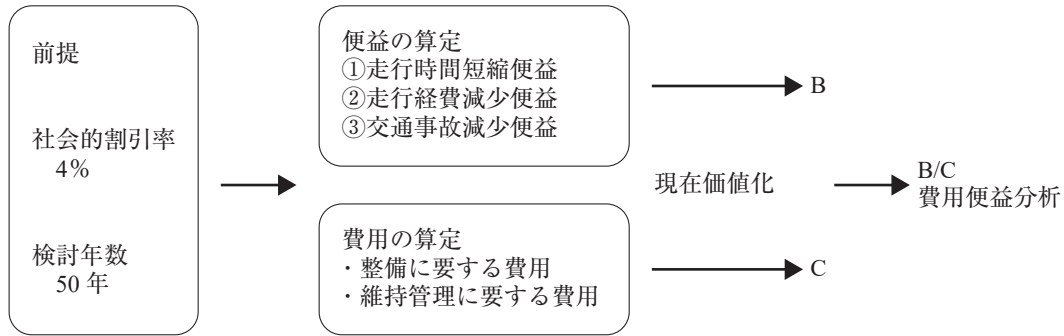 前提
社会的割引率
4%
検討年数
50 年
便益の算定
①走行時間短縮便益
②走行経費減少便益
③交通事故減少便益
費用の算定
・整備に要する費用
・維持管理に要する費用
B
現在価値化
C
B/C
費用便益分析